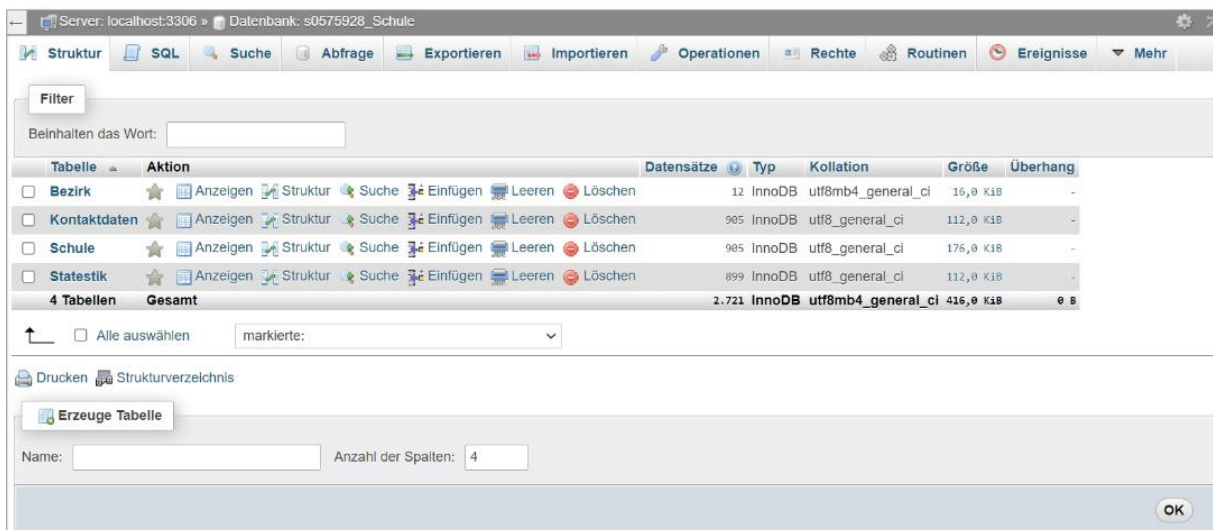 Server: localhost:3306 » Datenbank: s0575928_Schule
Struktur SQL Suche Abfrage Exportieren Importieren Operationen Rechte Routinen Ereignisse Mehr
Filter
Beinhalten das Wort:
Tabelle Aktion Datensätze Typ Kollation Größe Überhang
Bezirk Anzeigen Struktur Suche Einfügen Leeren Löschen 12 InnoDB utf8mb4_general_ci 16,0 KiB -
Kontaktdaten Anzeigen Struktur Suche Einfügen Leeren Löschen 905 InnoDB utf8_general_ci 112,0 KiB -
Schule Anzeigen Struktur Suche Einfügen Leeren Löschen 905 InnoDB utf8_general_ci 176,0 KiB -
Statestik Anzeigen Struktur Suche Einfügen Leeren Löschen 899 InnoDB utf8_general_ci 112,0 KiB -
4 Tabellen Gesamt 2.721 InnoDB utf8mb4_general_ci 416,0 KiB 0 B
Alle auswählen markierte:
Drucken Strukturverzeichnis
Erzeuge Tabelle
Name: Anzahl der Spalten: 4
OK